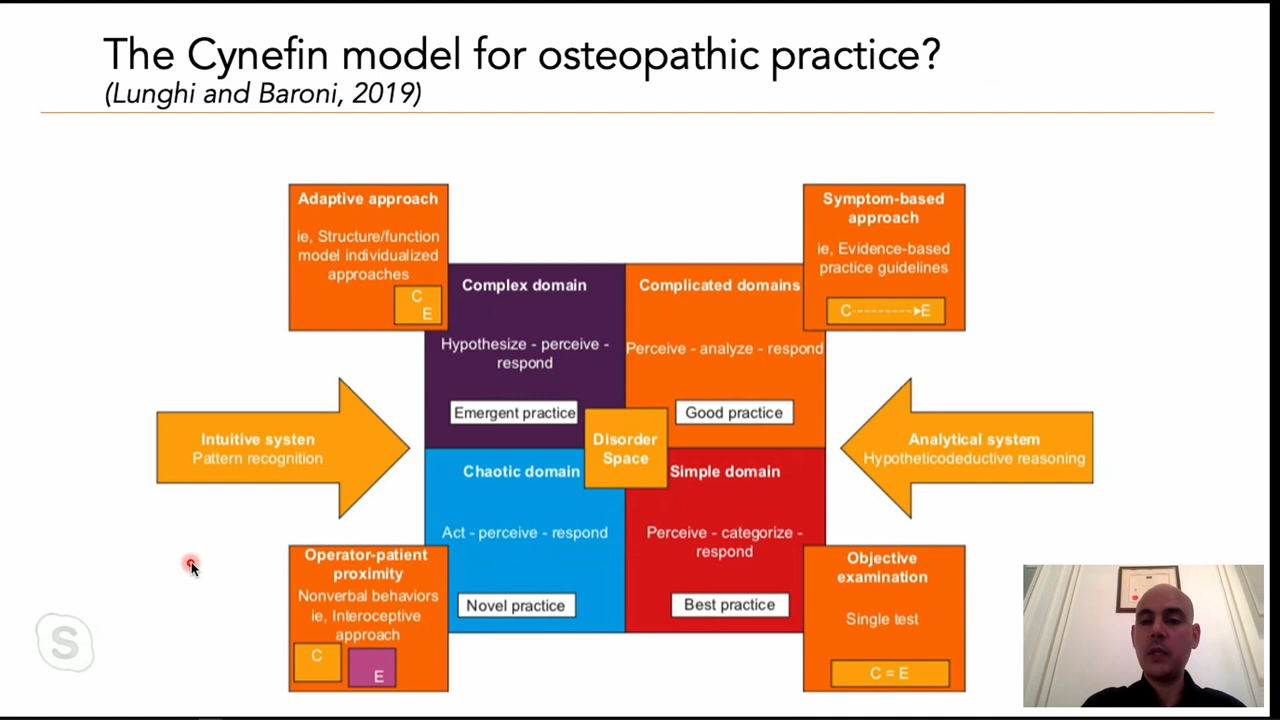 The Cynefin model for osteopathic practice?
(Lunghi and Baroni, 2019)
Adaptive approach
ie, Structure/function
model individualized
approaches
C
E
Symptom-based
approach
ie, Evidence-based
practice guidelines
C
E
Complex domain
Hypothesize - perceive -
respond
Emergent practice
Complicated domains
Perceive - analyze - respond
Good practice
Intuitive systen
Pattern recognition
Disorder
Space
Analytical system
Hypotheticodeductive reasoning
Chaotic domain
Act - perceive - respond
Novel practice
Simple domain
Perceive - categorize -
respond
Best practice
Operator-patient
proximity
Nonverbal behaviors
ie, Interoceptive
approach
C
E
Objective
examination
Single test
C = E
S